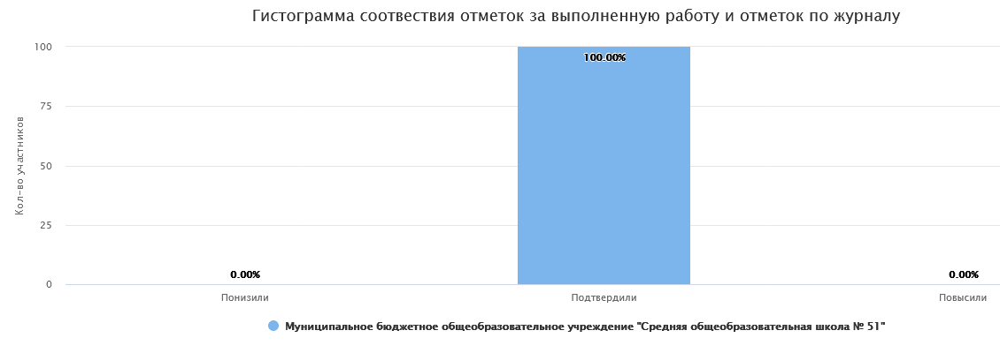 Гистограмма соотвествия отметок за выполненную работу и отметок по журналу
100
75
50
25
0
Кол-во участников
100.00%
0.00%
0.00%
Понизили
Подтвердили
Повысили
Муниципальное бюджетное общеобразовательное учреждение "Средняя общеобразовательная школа № 51"